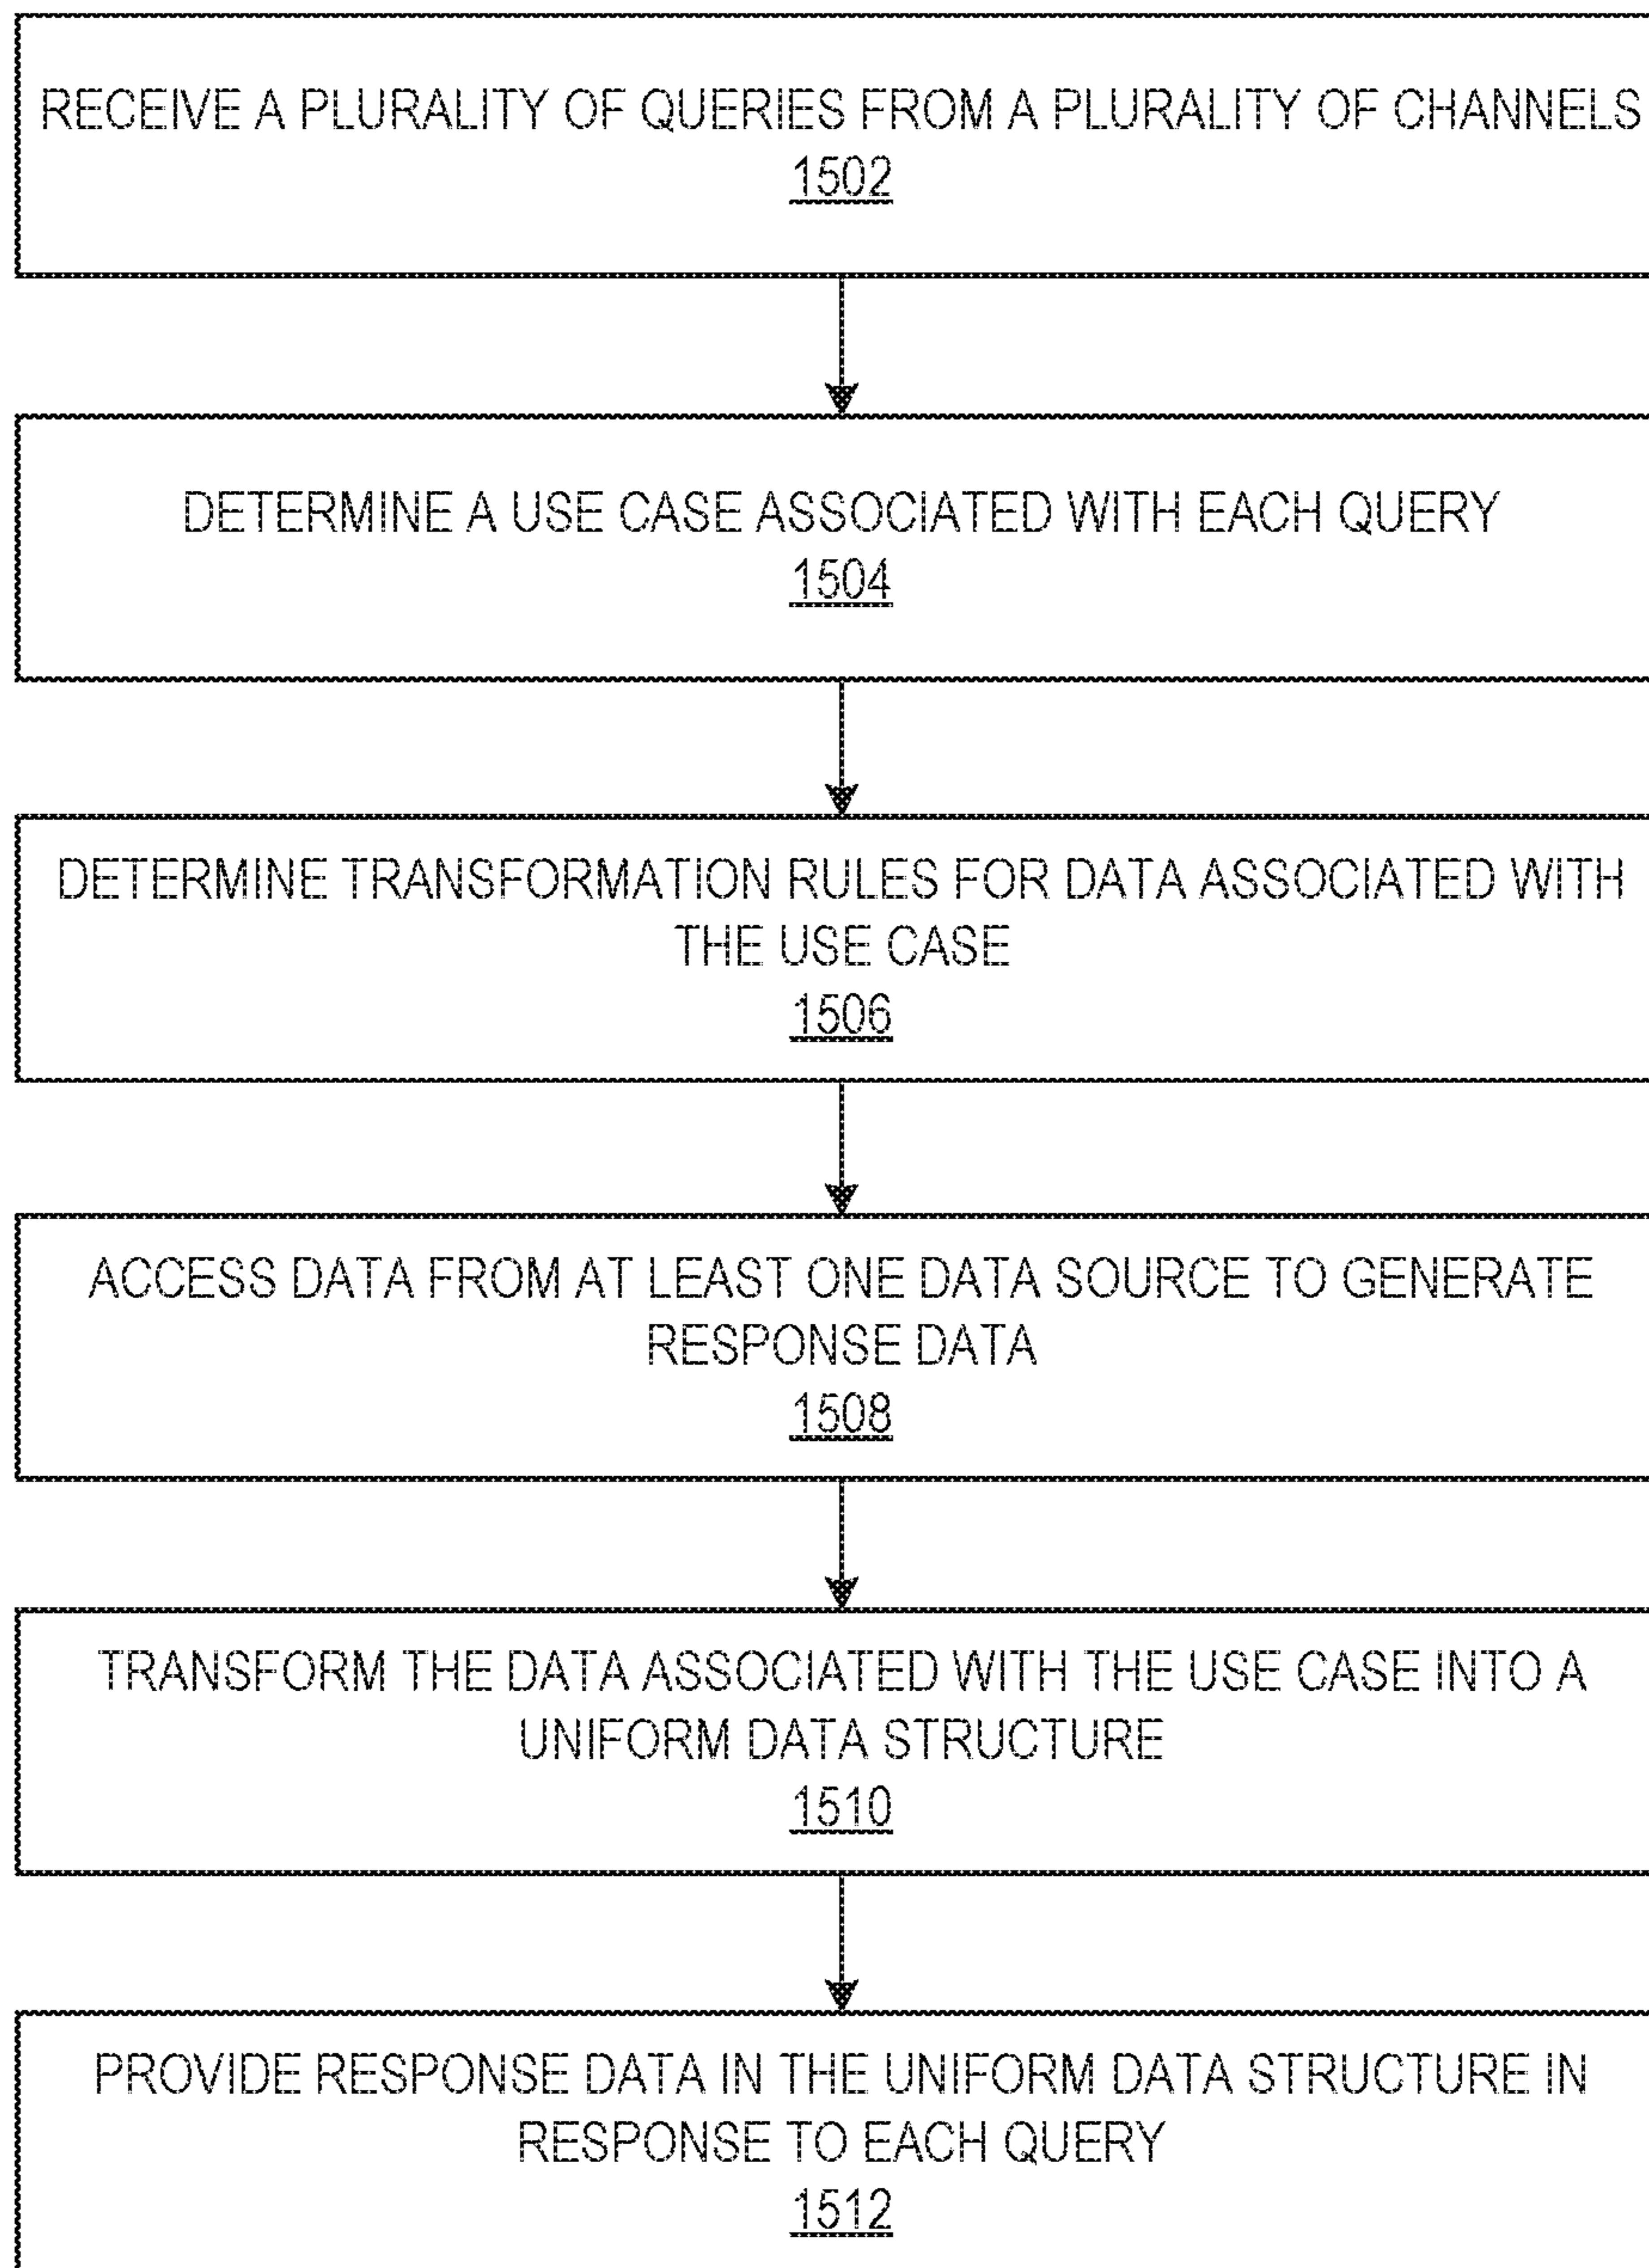 RECEIVE A PLURALITY OF QUERIES FROM A PLURALITY OF CHANNELS
1502
DETERMINE A USE CASE ASSOCIATED WITH EACH QUERY
1504
DETERMINE TRANSFORMATION RULES FOR DATA ASSOCIATED WITH
THE USE CASE
1506
ACCESS DATA FROM AT LEAST ONE DATA SOURCE TO GENERATE
RESPONSE DATA
1508
TRANSFORM THE DATA ASSOCIATED WITH THE USE CASE INTO A
UNIFORM DATA STRUCTURE
1510
PROVIDE RESPONSE DATA IN THE UNIFORM DATA STRUCTURE IN
RESPONSE TO EACH QUERY
1512